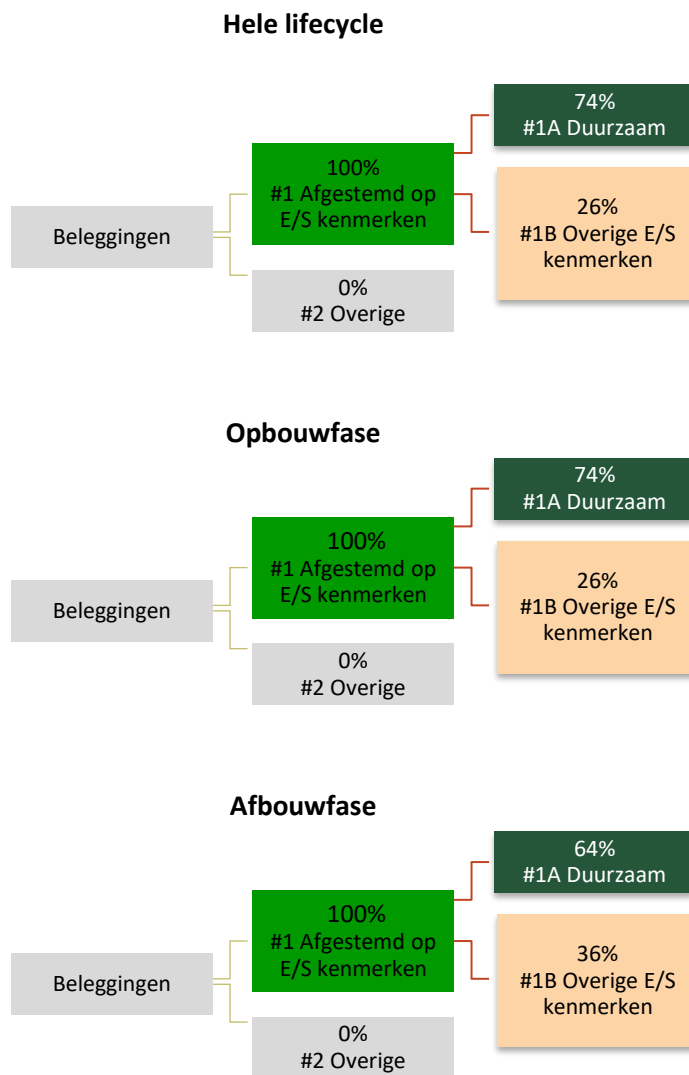 Hele lifecycle
74%
#1A Duurzaam
100%
#1 Afgestemd op
E/S kenmerken
26%
#1B Overige E/S
kenmerken
Beleggingen
0%
#2 Overige
Opbouwfase
74%
#1A Duurzaam
100%
#1 Afgestemd op
E/S kenmerken
26%
#1B Overige E/S
kenmerken
Beleggingen
0%
#2 Overige
Afbouwfase
64%
#1A Duurzaam
100%
#1 Afgestemd op
E/S kenmerken
36%
#1B Overige E/S
kenmerken
Beleggingen
0%
#2 Overige